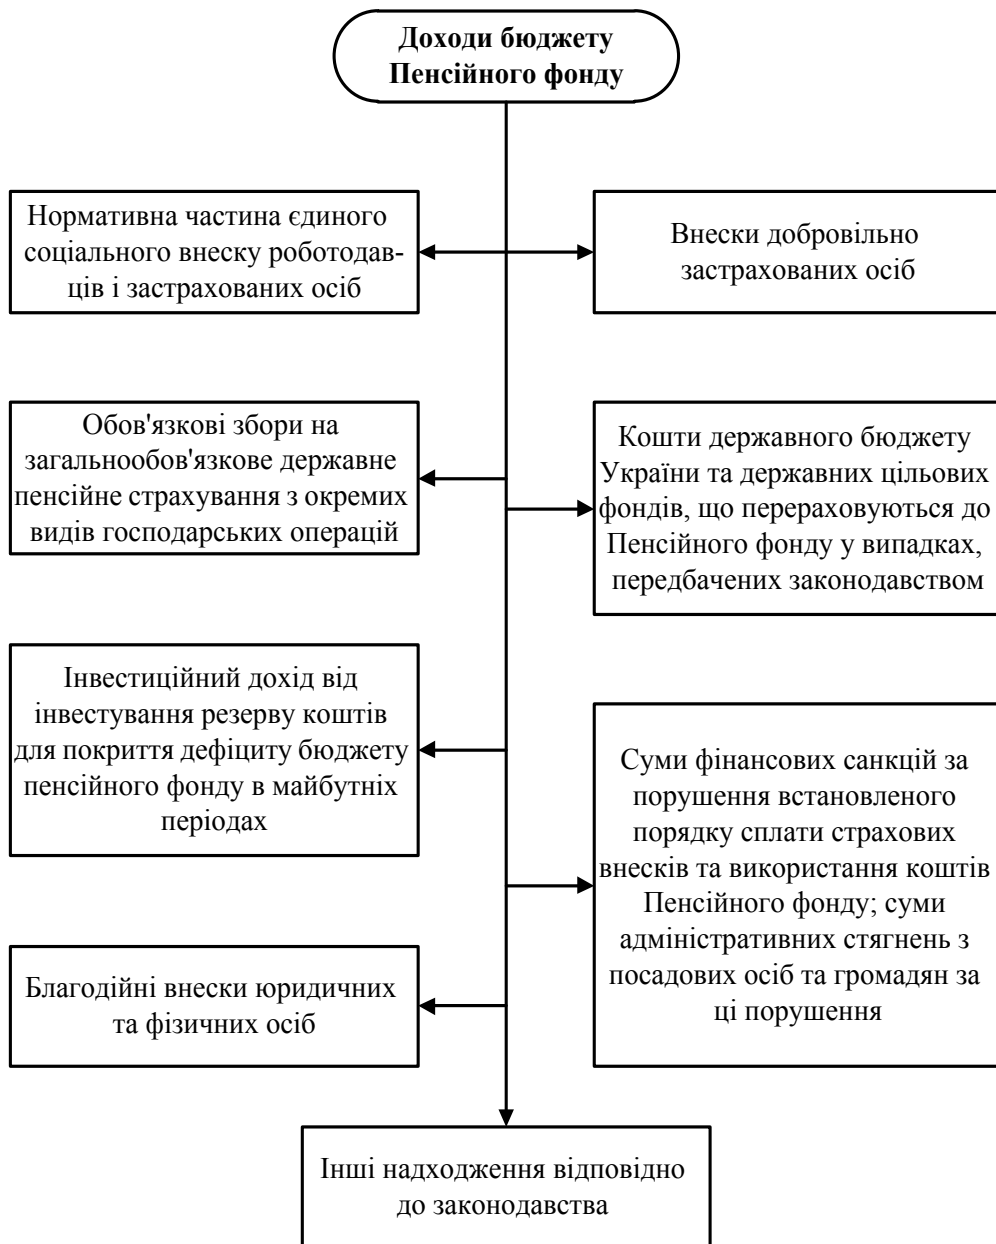 Доходи бюджету
Пенсійного фонду
Нормативна частина єдиного
соціального внеску роботодав-
ців і застрахованих осіб
Внески добровільно
застрахованих осіб
Обов'язкові збори на
загальнообов'язкове державне
пенсійне страхування з окремих
видів господарських операцій
Кошти державного бюджету
України та державних цільових
фондів, що перераховуються до
Пенсійного фонду у випадках,
передбачених законодавством
Інвестиційний дохід від
інвестування резерву коштів
для покриття дефіциту бюджету
пенсійного фонду в майбутніх
періодах
Суми фінансових санкцій за
порушення встановленого
порядку сплати страхових
внесків та використання коштів
Пенсійного фонду; суми
адміністративних стягнень з
посадових осіб та громадян за
ці порушення
Благодійні внески юридичних
та фізичних осіб
Інші надходження відповідно
до законодавства